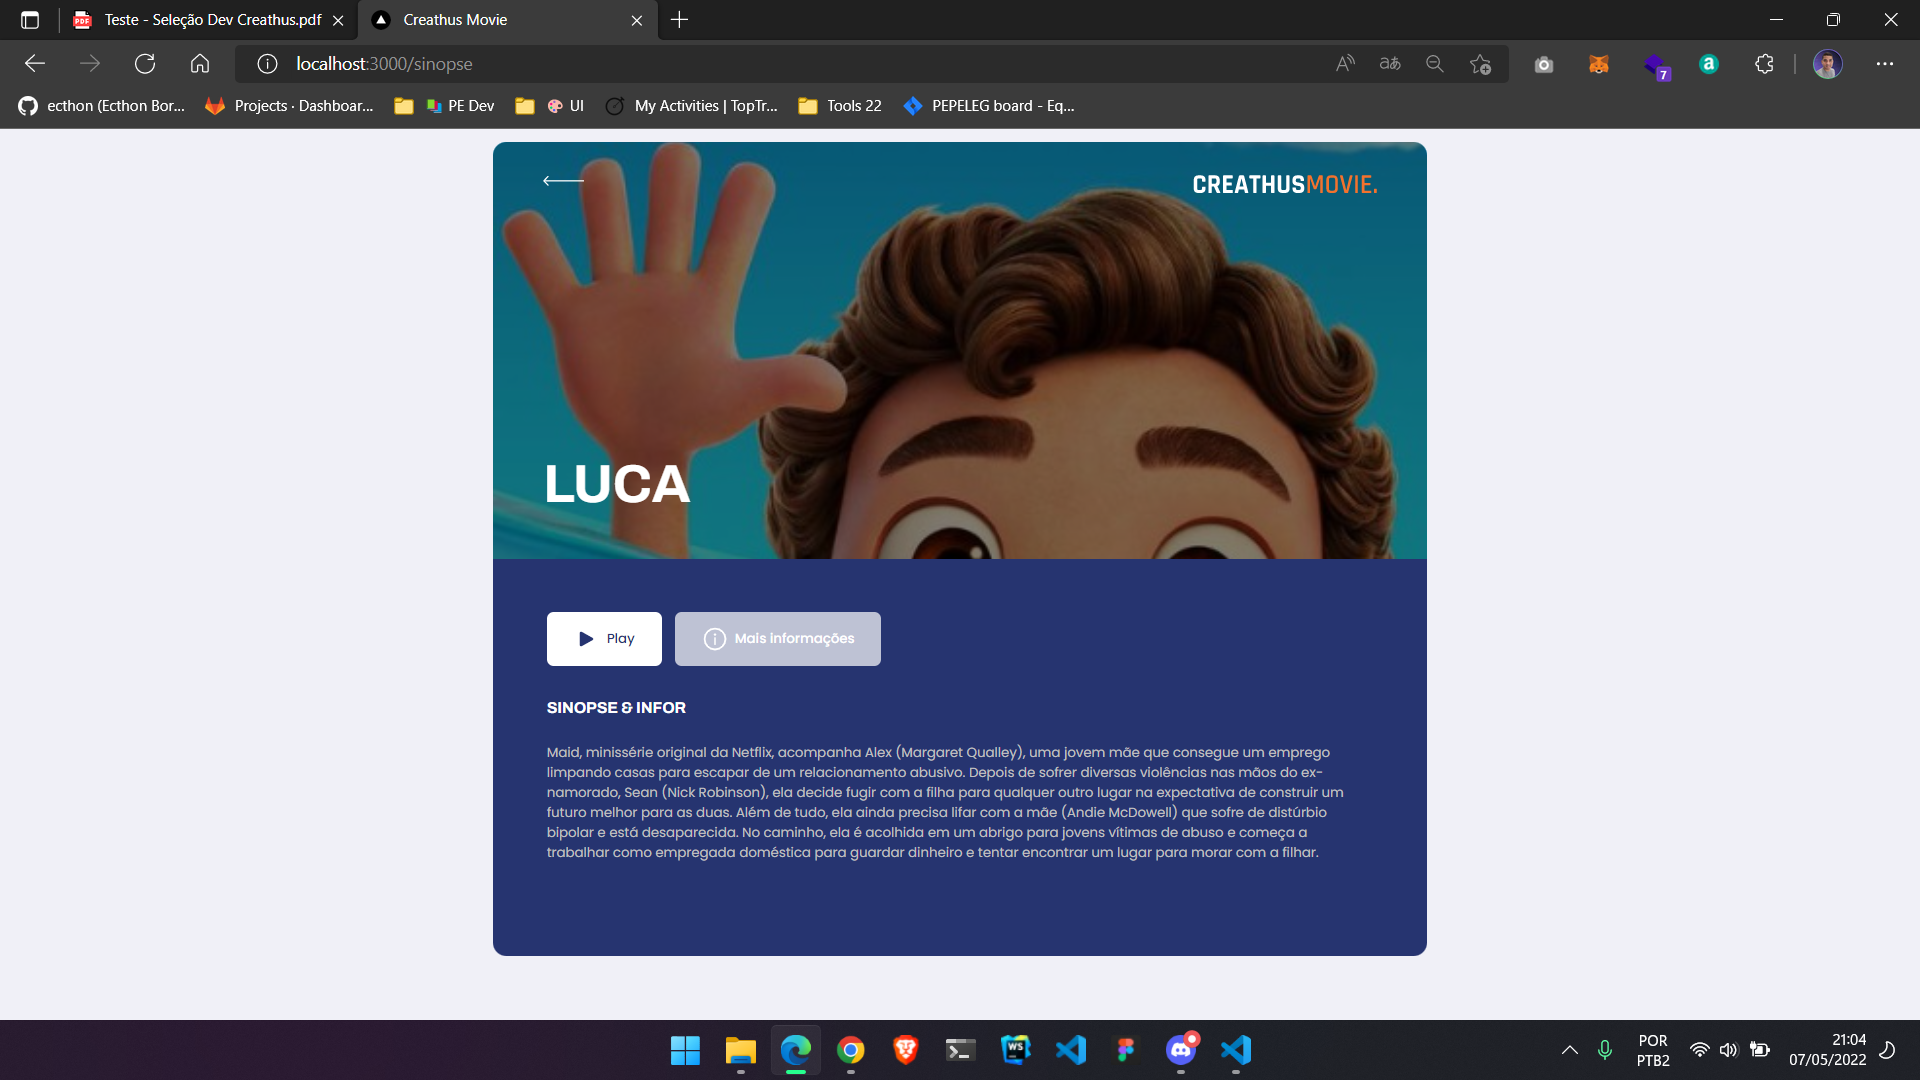 Teste - Seleção Dev Creathus.pdf
Creathus Movie
localhost:3000/sinopse
7
ecthon (Ecthon Bor...
Projects · Dashboar...
PE Dev
UI
My Activities | TopTr...
Tools 22
PEPELEG board - Eq...
CREATHUSMOVIE.
LUCA
Play
Mais informações
SINOPSE & INFOR
Maid, minissérie original da Netflix, acompanha Alex (Margaret Qualley), uma jovem mãe que consegue um emprego
limpando casas para escapar de um relacionamento abusivo. Depois de sofrer diversas violências nas mãos do ex-
namorado, Sean (Nick Robinson), ela decide fugir com a filha para qualquer outro lugar na expectativa de construir um
futuro melhor para as duas. Além de tudo, ela ainda precisa lifar com a mãe (Andie McDowell) que sofre de distúrbio
bipolar e está desaparecida. No caminho, ela é acolhida em um abrigo para jovens vítimas de abuso e começa a
trabalhar como empregada doméstica para guardar dinheiro e tentar encontrar um lugar para morar com a filhar.
WS
POR
PTB2
21:04
07/05/2022